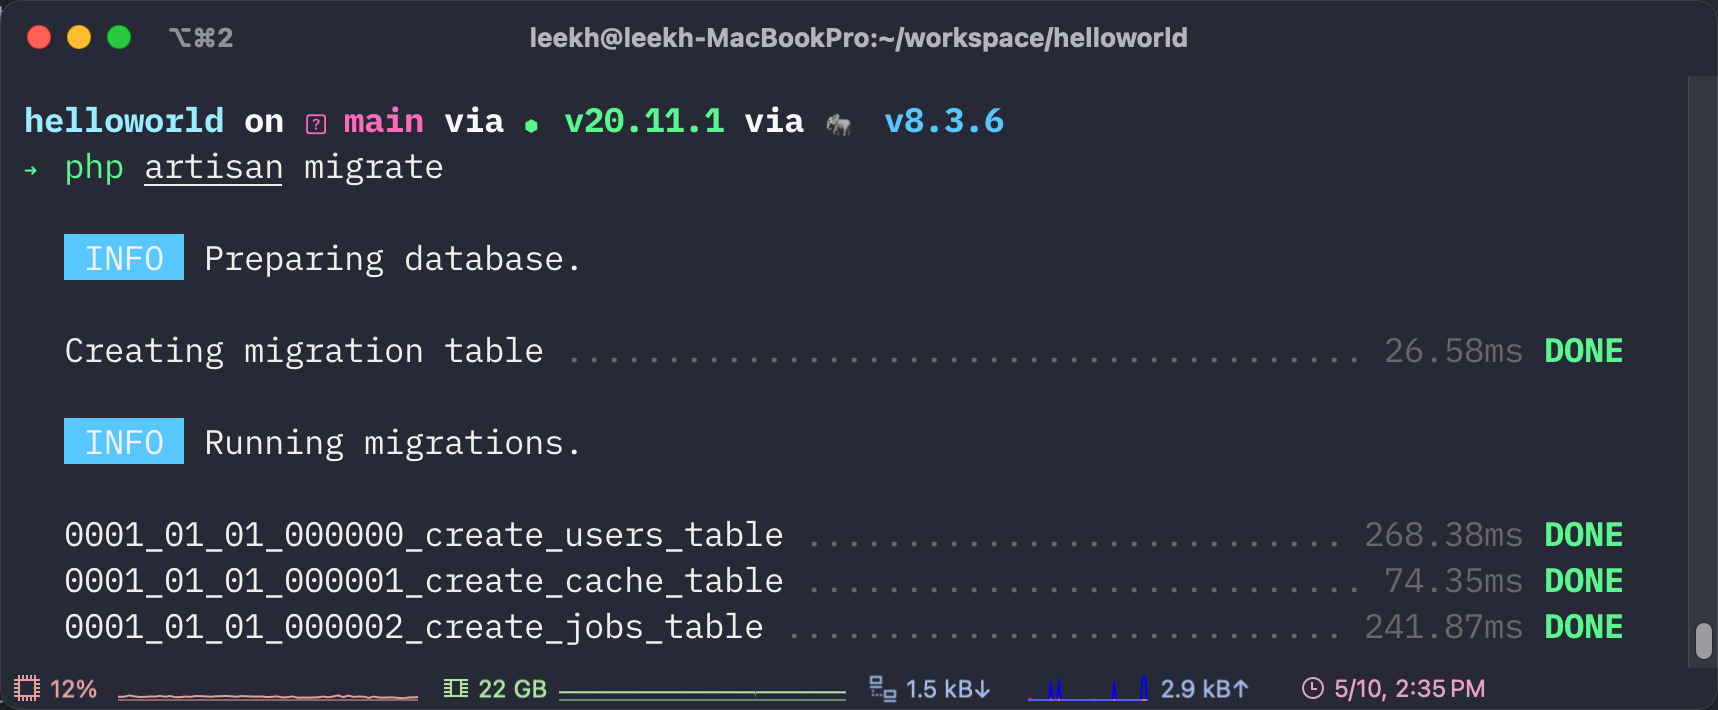 ⌥⌘2
leekh@leekh-MacBookPro:~/workspace/helloworld
helloworld on [?] main via ⬢ v20.11.1 via 🐘 v8.3.6
→ php artisan migrate
INFO Preparing database.
Creating migration table ........................................ 26.58ms DONE
INFO Running migrations.
0001_01_01_000000_create_users_table ........................... 268.38ms DONE
0001_01_01_000001_create_cache_table ............................ 74.35ms DONE
0001_01_01_000002_create_jobs_table ............................ 241.87ms DONE
12% 22 GB 1.5 kB↓ 2.9 kB↑ 5/10, 2:35 PM